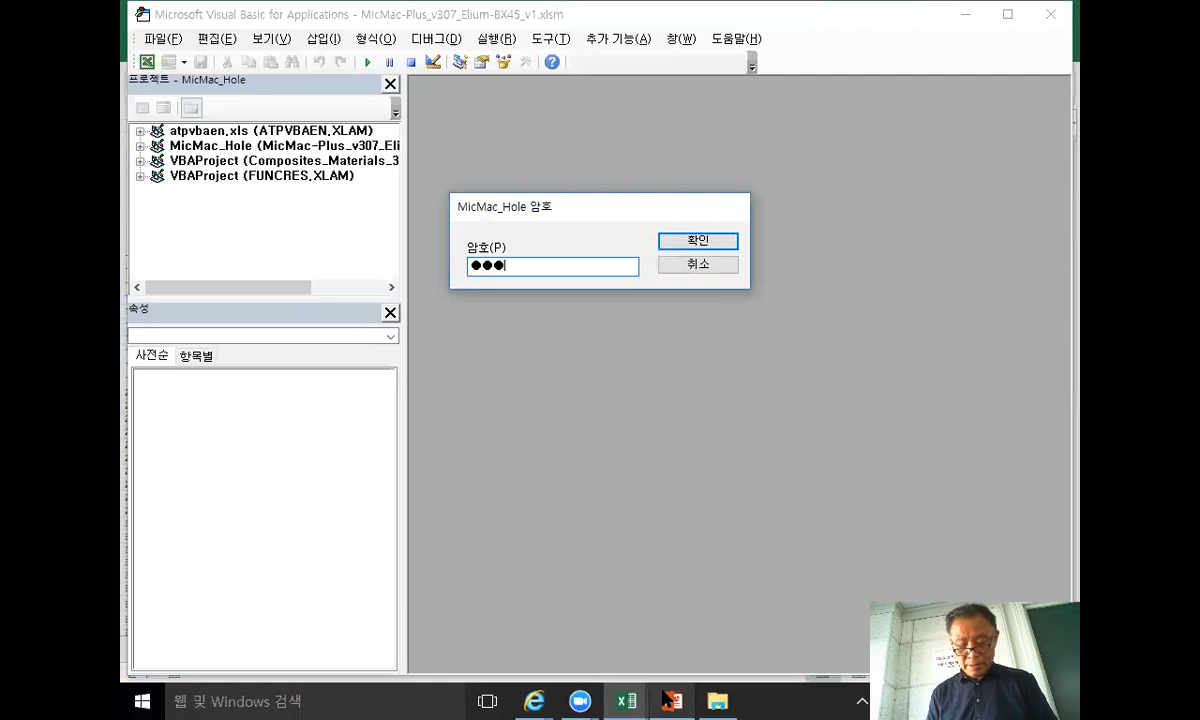 Microsoft Visual Basic for Applications - MicMac-Plus_v307_Elium-BX45_v1.xlsm
파일(F) 편집(E) 보기(V) 삽입(I) 형식(O) 디버그(D) 실행(R) 도구(T) 추가 기능(A) 창(W) 도움말(H)
프로젝트 - MicMac_Hole
atpvbaen.xls (ATPVBAEN.XLAM)
MicMac_Hole (MicMac-Plus_v307_Eli
VBAProject (Composites_Materials_3
VBAProject (FUNCRES.XLAM)
MicMac_Hole 암호
암호(P)
확인
취소
속성
사전순 항목별
웹 및 Windows 검색